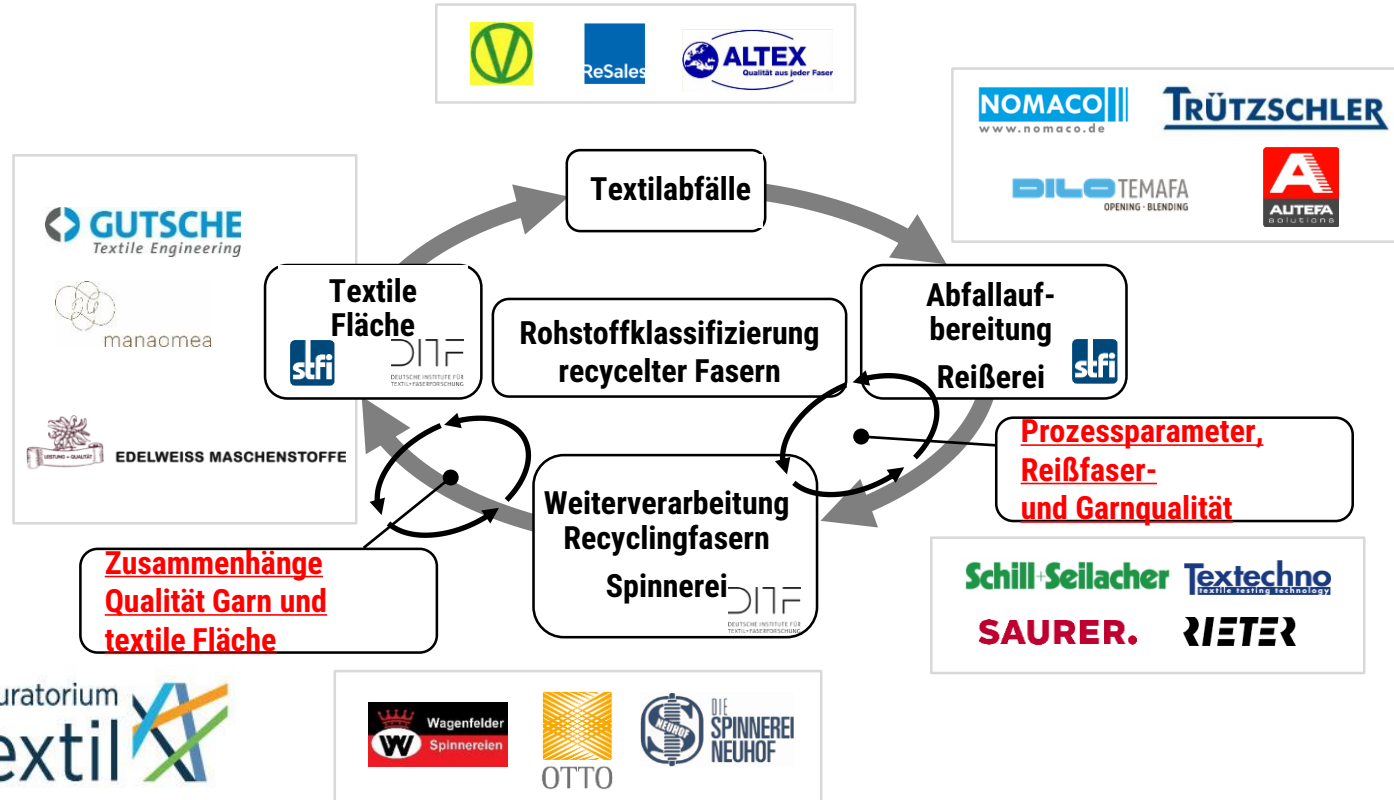 V
ReSales
ALTEX
Qualität aus jeder Faser
NOMACO
www.nomaco.de
TRÜTZSCHLER
DILO TEMAFA
OPENING - BLENDING
A
AUTEFA
solutions
GUTSCHE
Textile Engineering
manaomea
LEISTUNG + QUALITÄT
EDELWEISS MASCHENSTOFFE
Textilabfälle
Textile
Fläche
stfi
DITF
DEUTSCHE INSTITUTE FÜR
TEXTIL+FASERFORSCHUNG
Rohstoffklassifizierung
recycelter Fasern
Abfallauf-
bereitung
Reißerei
stfi
Prozessparameter,
Reißfaser-
und Garnqualität
Weiterverarbeitung
Recyclingfasern
Spinnerei
DITF
DEUTSCHE INSTITUTE FÜR
TEXTIL+FASERFORSCHUNG
Zusammenhänge
Qualität Garn und
textile Fläche
Schill+Seilacher
Textechno
textile testing technology
SAURER.
RIETER
uratorium
extil
W
Wagenfelder
Spinnereien
OTTO
S
NEUHOF
DIE
SPINNEREI
NEUHOF